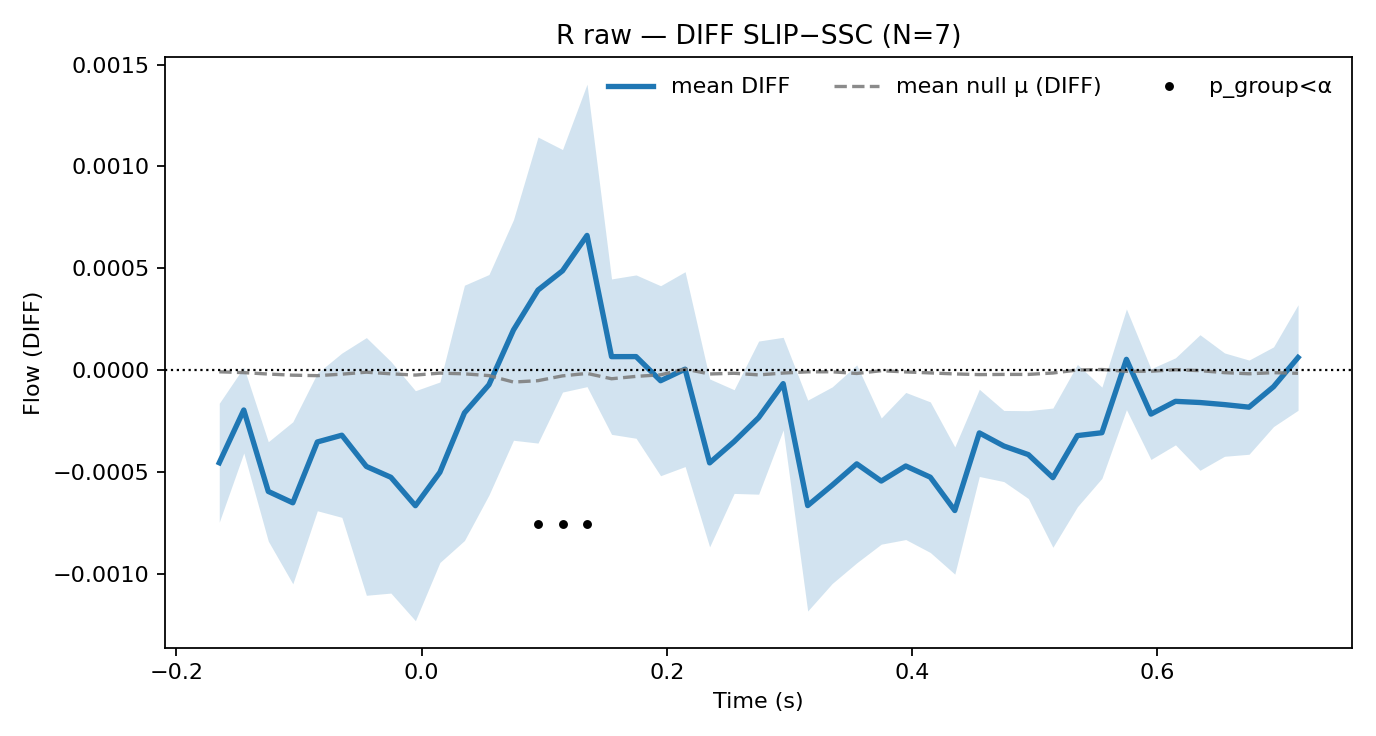 R raw — DIFF SLIP−SSC (N=7)
mean DIFF
mean null μ (DIFF)
p_group<α
0.0015
0.0010
0.0005
0.0000
−0.0005
−0.0010
Flow (DIFF)
−0.2
0.0
0.2
0.4
0.6
Time (s)